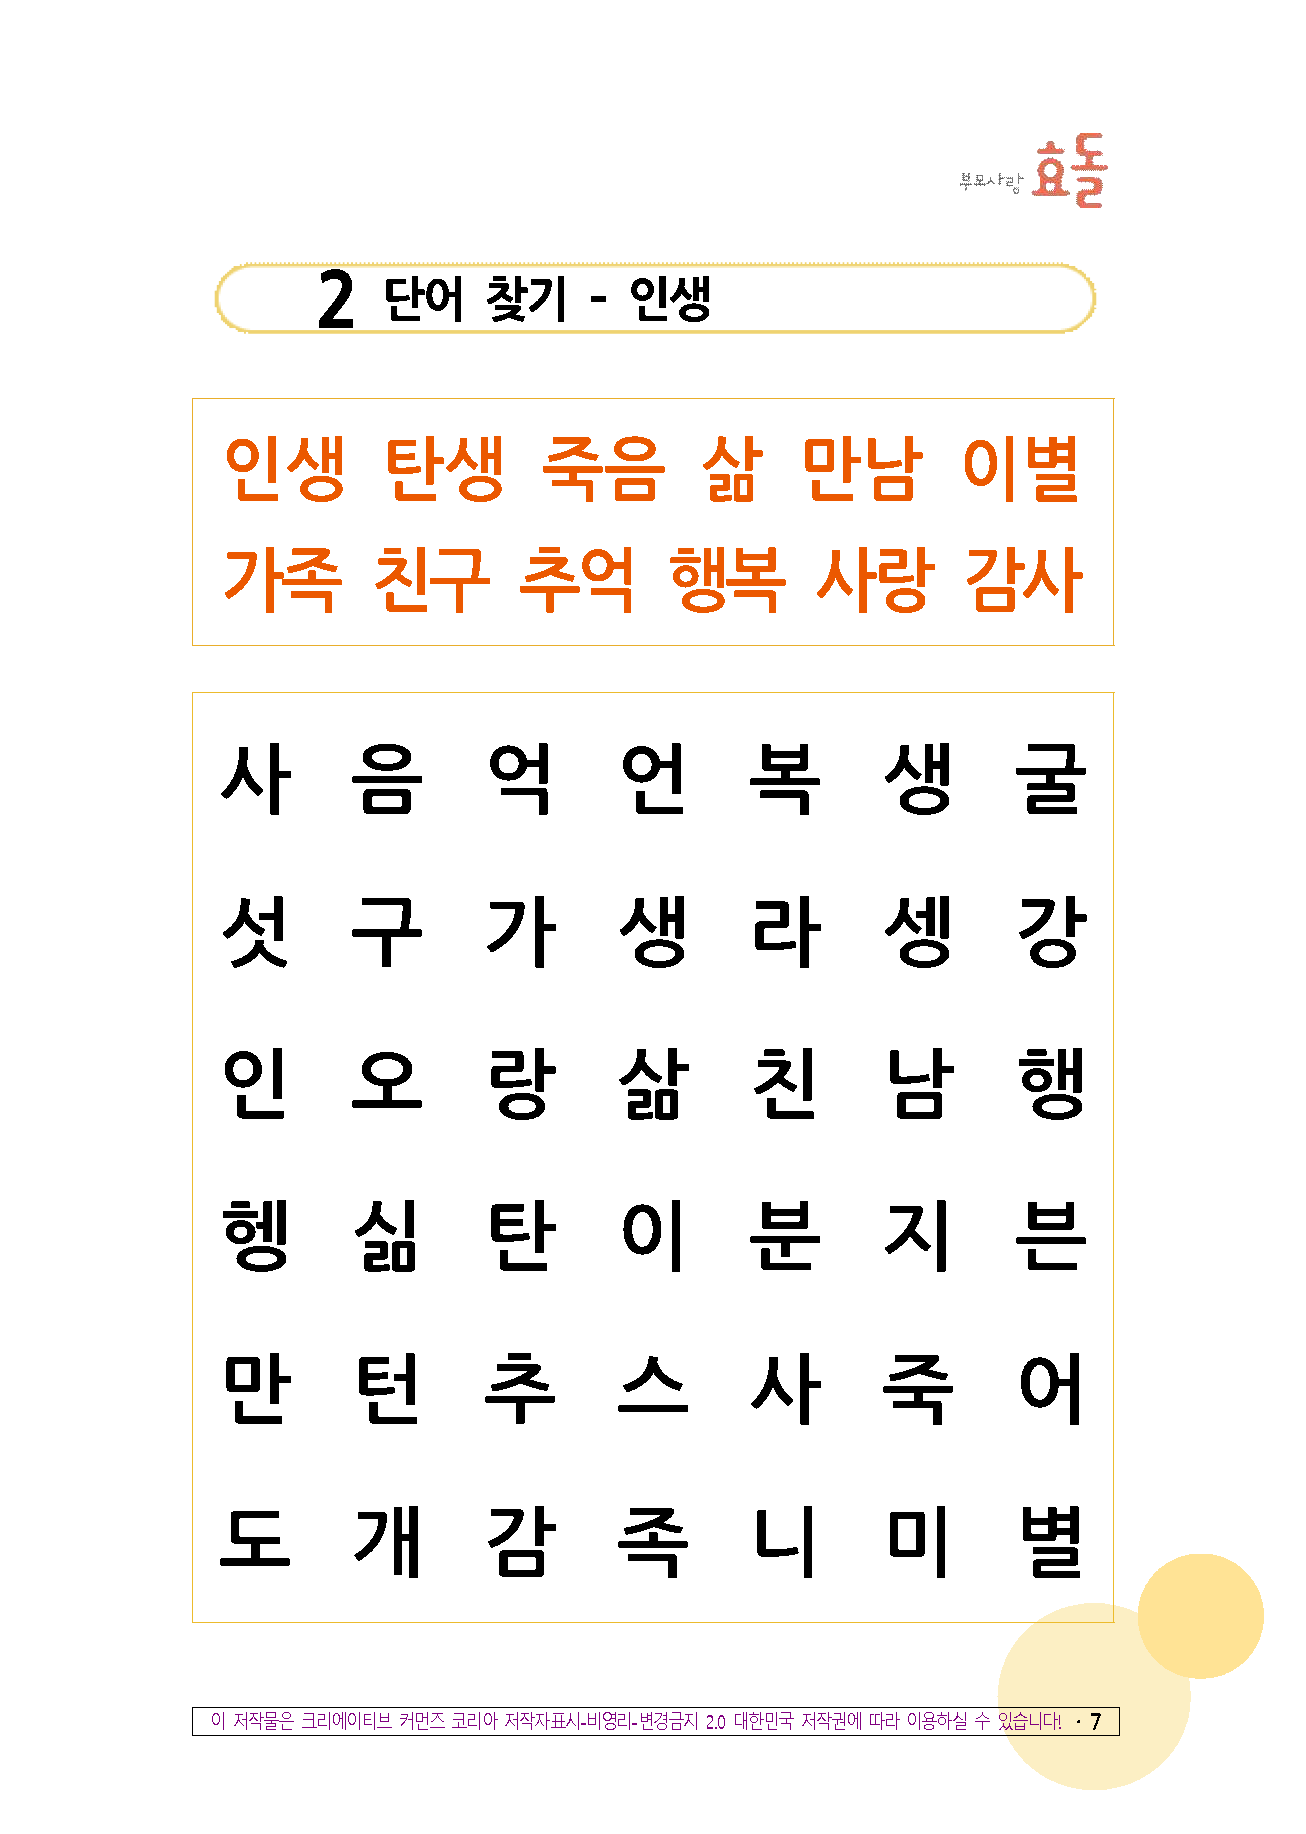 부모사랑 효돌
2 단어 찾기 - 인생
인생 탄생 죽음 삶 만남 이별
가족 친구 추억 행복 사랑 감사
사 음 억 언 복 생 굴
섯 구 가 생 라 셍 강
인 오 랑 삶 친 남 행
헹 싦 탄 이 분 지 븐
만 턴 추 스 사 죽 어
도 개 감 족 니 미 별
이 저작물은 크리에이티브 커먼즈 코리아 저작자표시-비영리-변경금지 2.0 대한민국 저작권에 따라 이용하실 수 있습니다! · 7